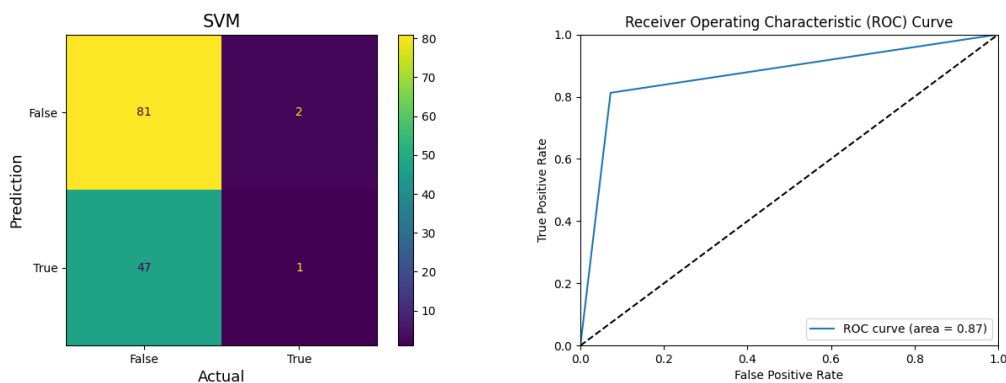 SVM
80
70
60
50
40
30
20
10
False
True
81
2
47
1
False
True
Prediction
Actual
Receiver Operating Characteristic (ROC) Curve
1.0
0.8
0.6
0.4
0.2
0.0
True Positive Rate
ROC curve (area = 0.87)
0.0
0.2
0.4
0.6
0.8
1.0
False Positive Rate